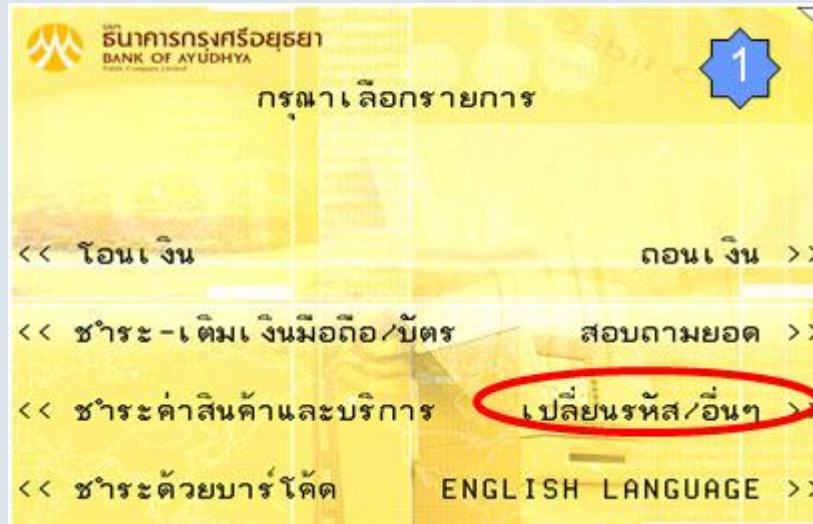 ธนาคารกรุงศรีอยุธยา
BANK OF AYUDHYA
Public Company Limited
1
กรุณาเลือกรายการ
<< โอนเงิน ถอนเงิน >>
<< ชำระ-เติมเงินมือถือ/บัตร สอบถามยอด >>
<< ชำระค่าสินค้าและบริการ เปลี่ยนรหัส/อื่นๆ >>
<< ชำระด้วยบาร์โค้ด ENGLISH LANGUAGE >>